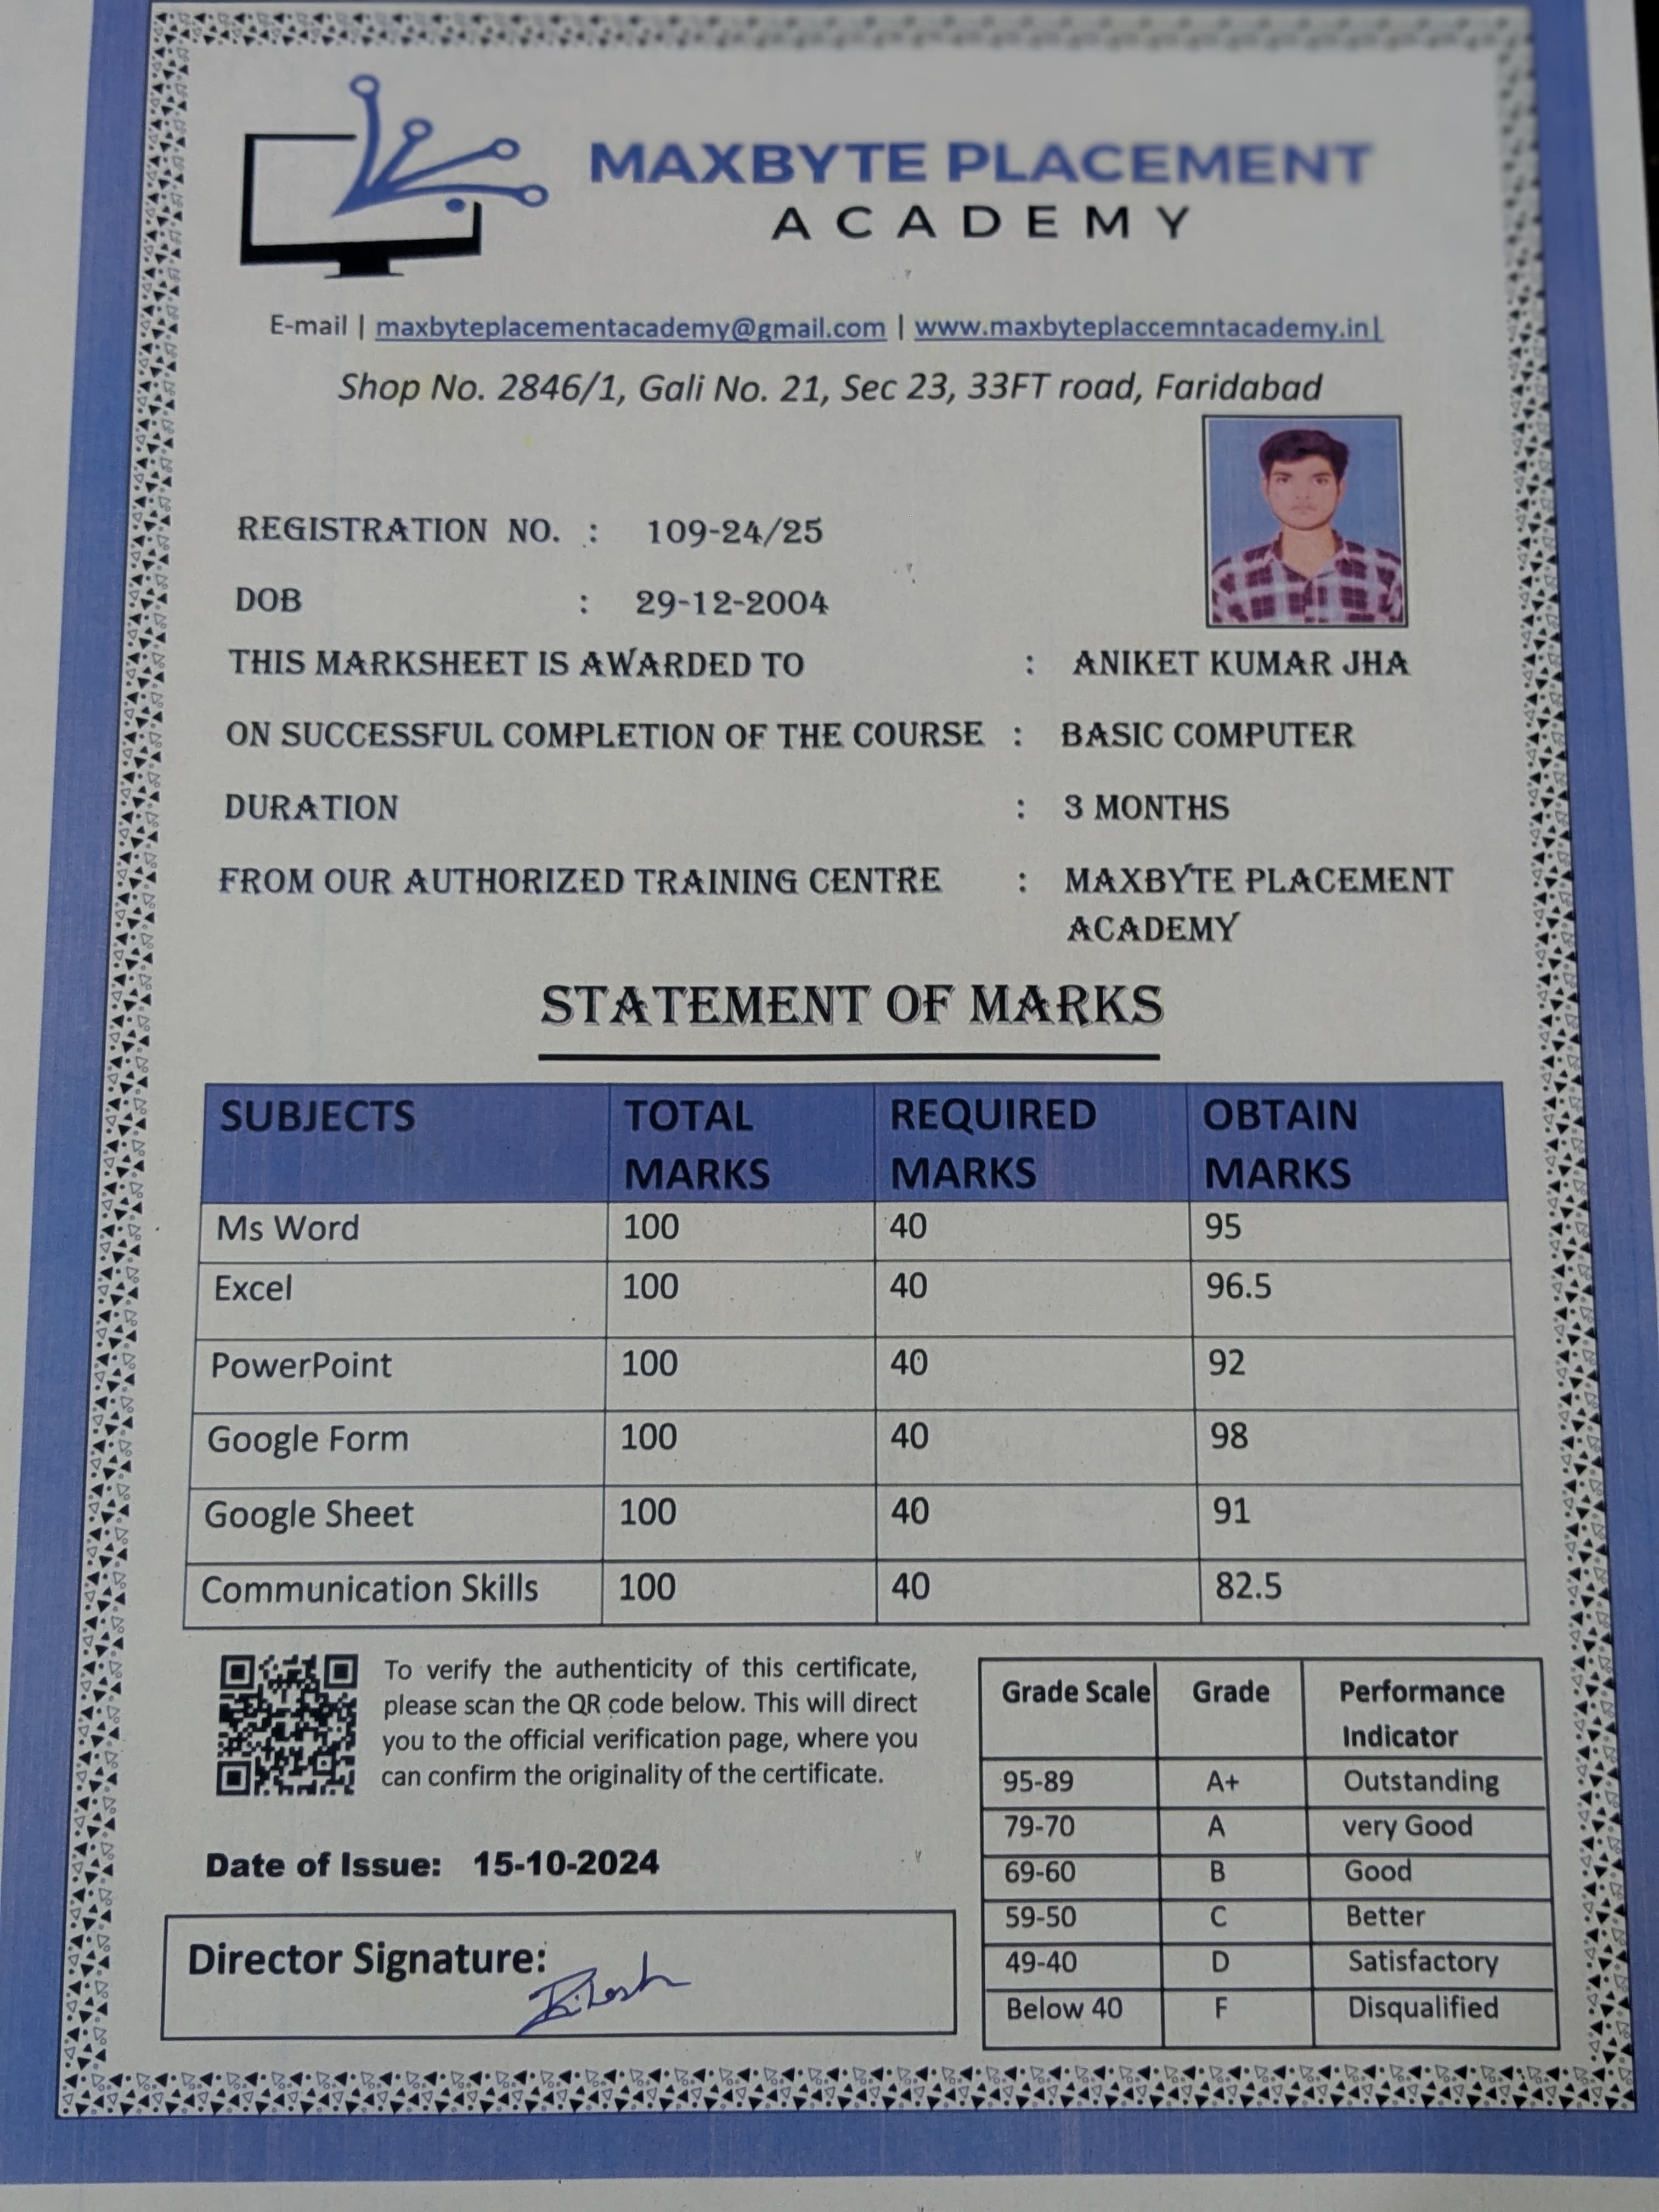 MAXBYTE PLACEMENT
ACADEMY
E-mail | maxbyteplacementacademy@gmail.com | www.maxbyteplaccemntacademy.in|
Shop No. 2846/1, Gali No. 21, Sec 23, 33FT road, Faridabad
REGISTRATION NO. : 109-24/25
DOB : 29-12-2004
THIS MARKSHEET IS AWARDED TO : ANIKET KUMAR JHA
ON SUCCESSFUL COMPLETION OF THE COURSE : BASIC COMPUTER
DURATION : 3 MONTHS
FROM OUR AUTHORIZED TRAINING CENTRE : MAXBYTE PLACEMENT
ACADEMY
STATEMENT OF MARKS
SUBJECTS TOTAL MARKS REQUIRED MARKS OBTAIN MARKS
Ms Word 100 40 95
Excel 100 40 96.5
PowerPoint 100 40 92
Google Form 100 40 98
Google Sheet 100 40 91
Communication Skills 100 40 82.5
To verify the authenticity of this certificate,
please scan the QR code below. This will direct
you to the official verification page, where you
can confirm the originality of the certificate.
Date of Issue: 15-10-2024
Director Signature:
Grade Scale Grade Performance Indicator
95-89 A+ Outstanding
79-70 A very Good
69-60 B Good
59-50 C Better
49-40 D Satisfactory
Below 40 F Disqualified